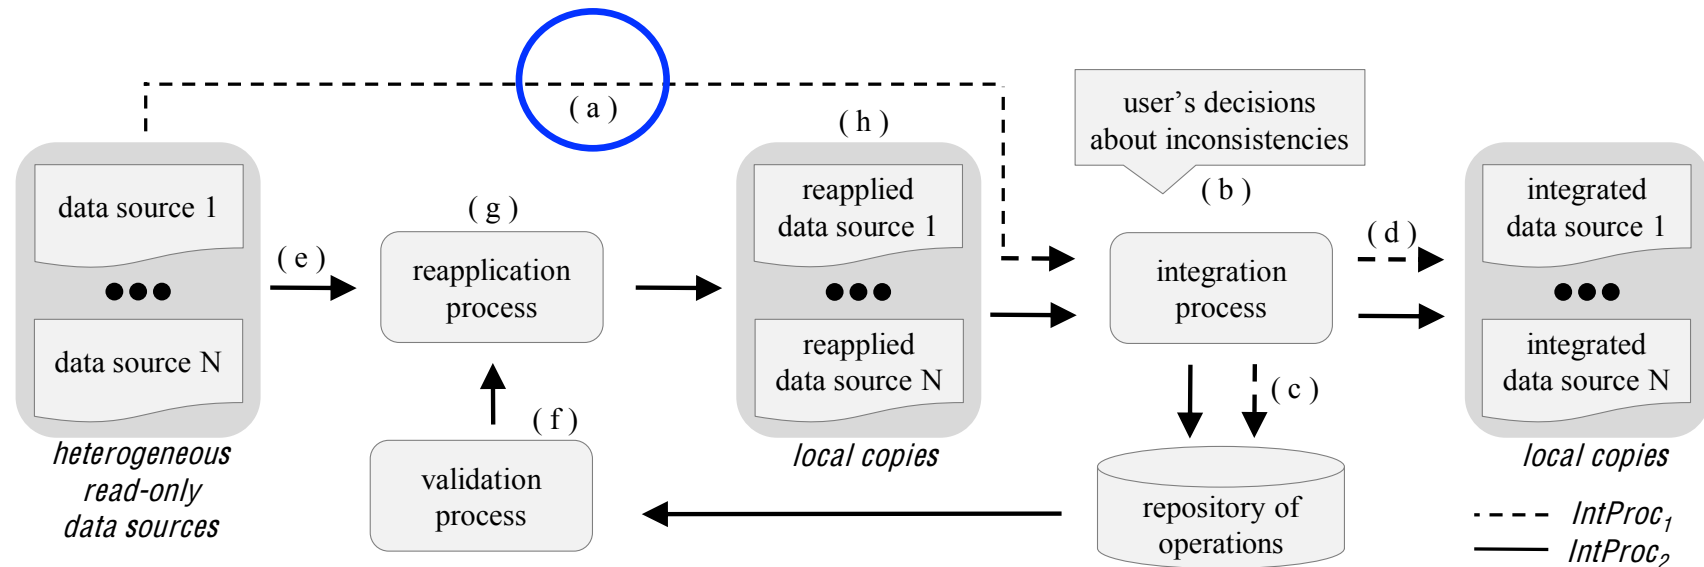 ( a )
user's decisions
about inconsistencies
( h )
data source 1
data source N
heterogeneous
read-only
data sources
( e )
( g )
reapplication
process
( f )
validation
process
reapplied
data source 1
reapplied
data source N
local copies
( b )
integration
process
( c )
repository of
operations
( d )
integrated
data source 1
integrated
data source N
local copies
IntProc1
IntProc2